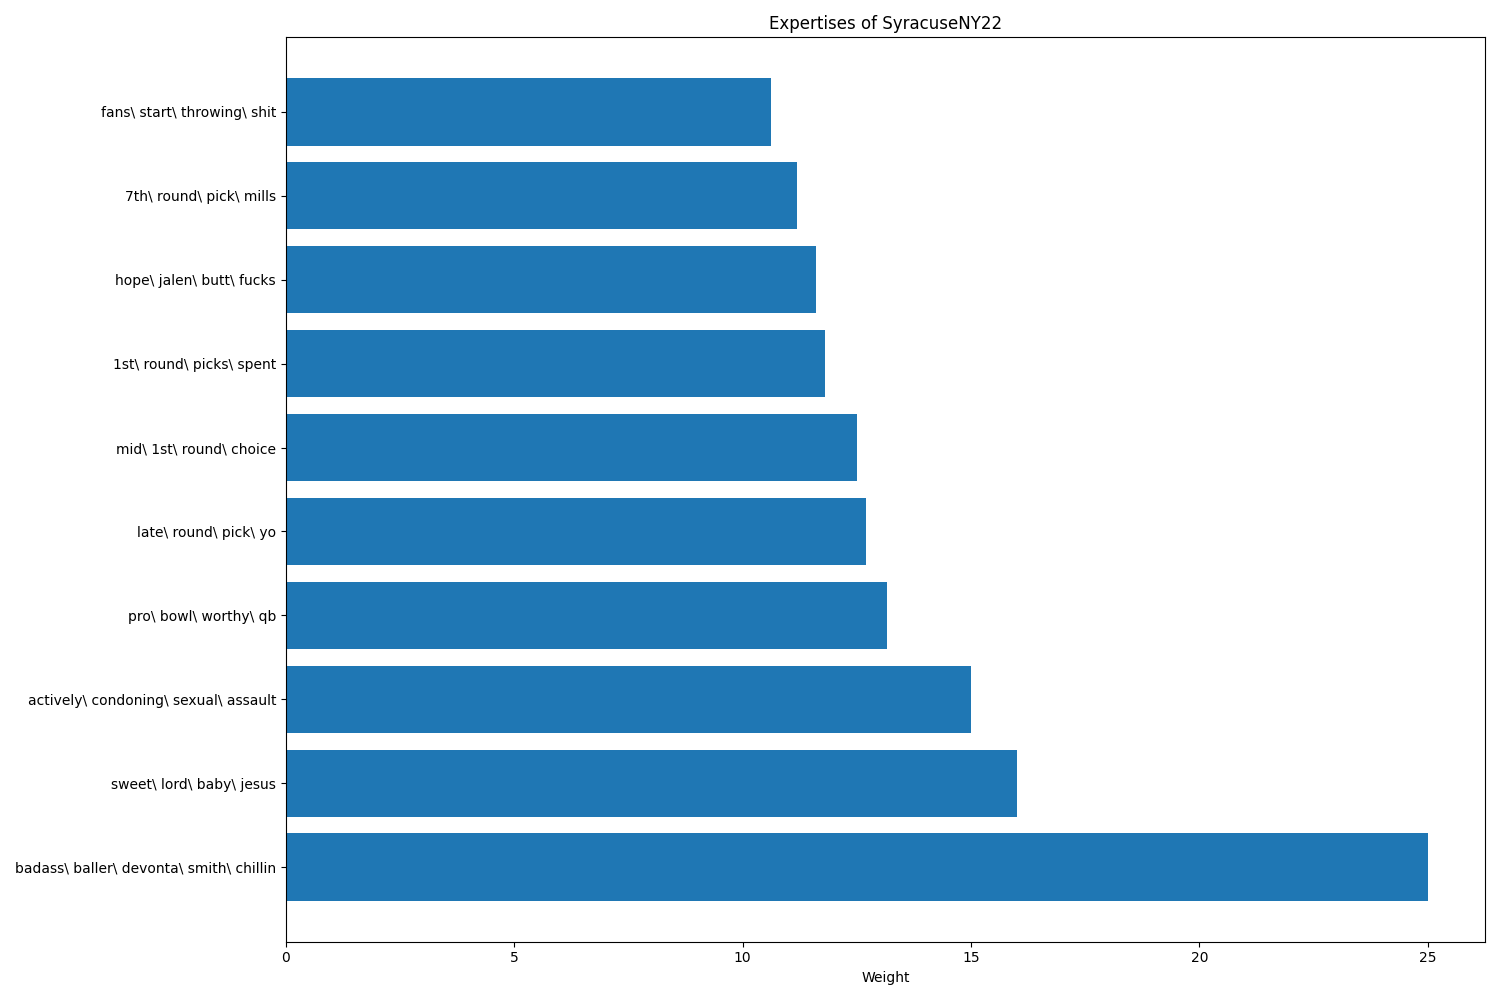 Expertises of SyracuseNY22
fans\ start\ throwing\ shit
7th\ round\ pick\ mills
hope\ jalen\ butt\ fucks
1st\ round\ picks\ spent
mid\ 1st\ round\ choice
late\ round\ pick\ yo
pro\ bowl\ worthy\ qb
actively\ condoning\ sexual\ assault
sweet\ lord\ baby\ jesus
badass\ baller\ devonta\ smith\ chillin
0 5 10 15 20 25
Weight